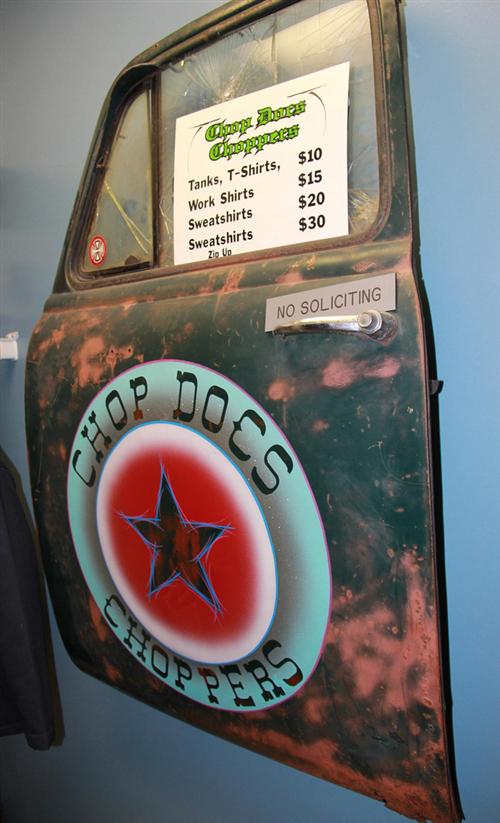 Chop Docs
Choppers
Tanks, T-Shirts, $10
Work Shirts $15
Sweatshirts $20
Sweatshirts $30
Zip Up
NO SOLICITING
CHOP DOCS
CHOPPERS